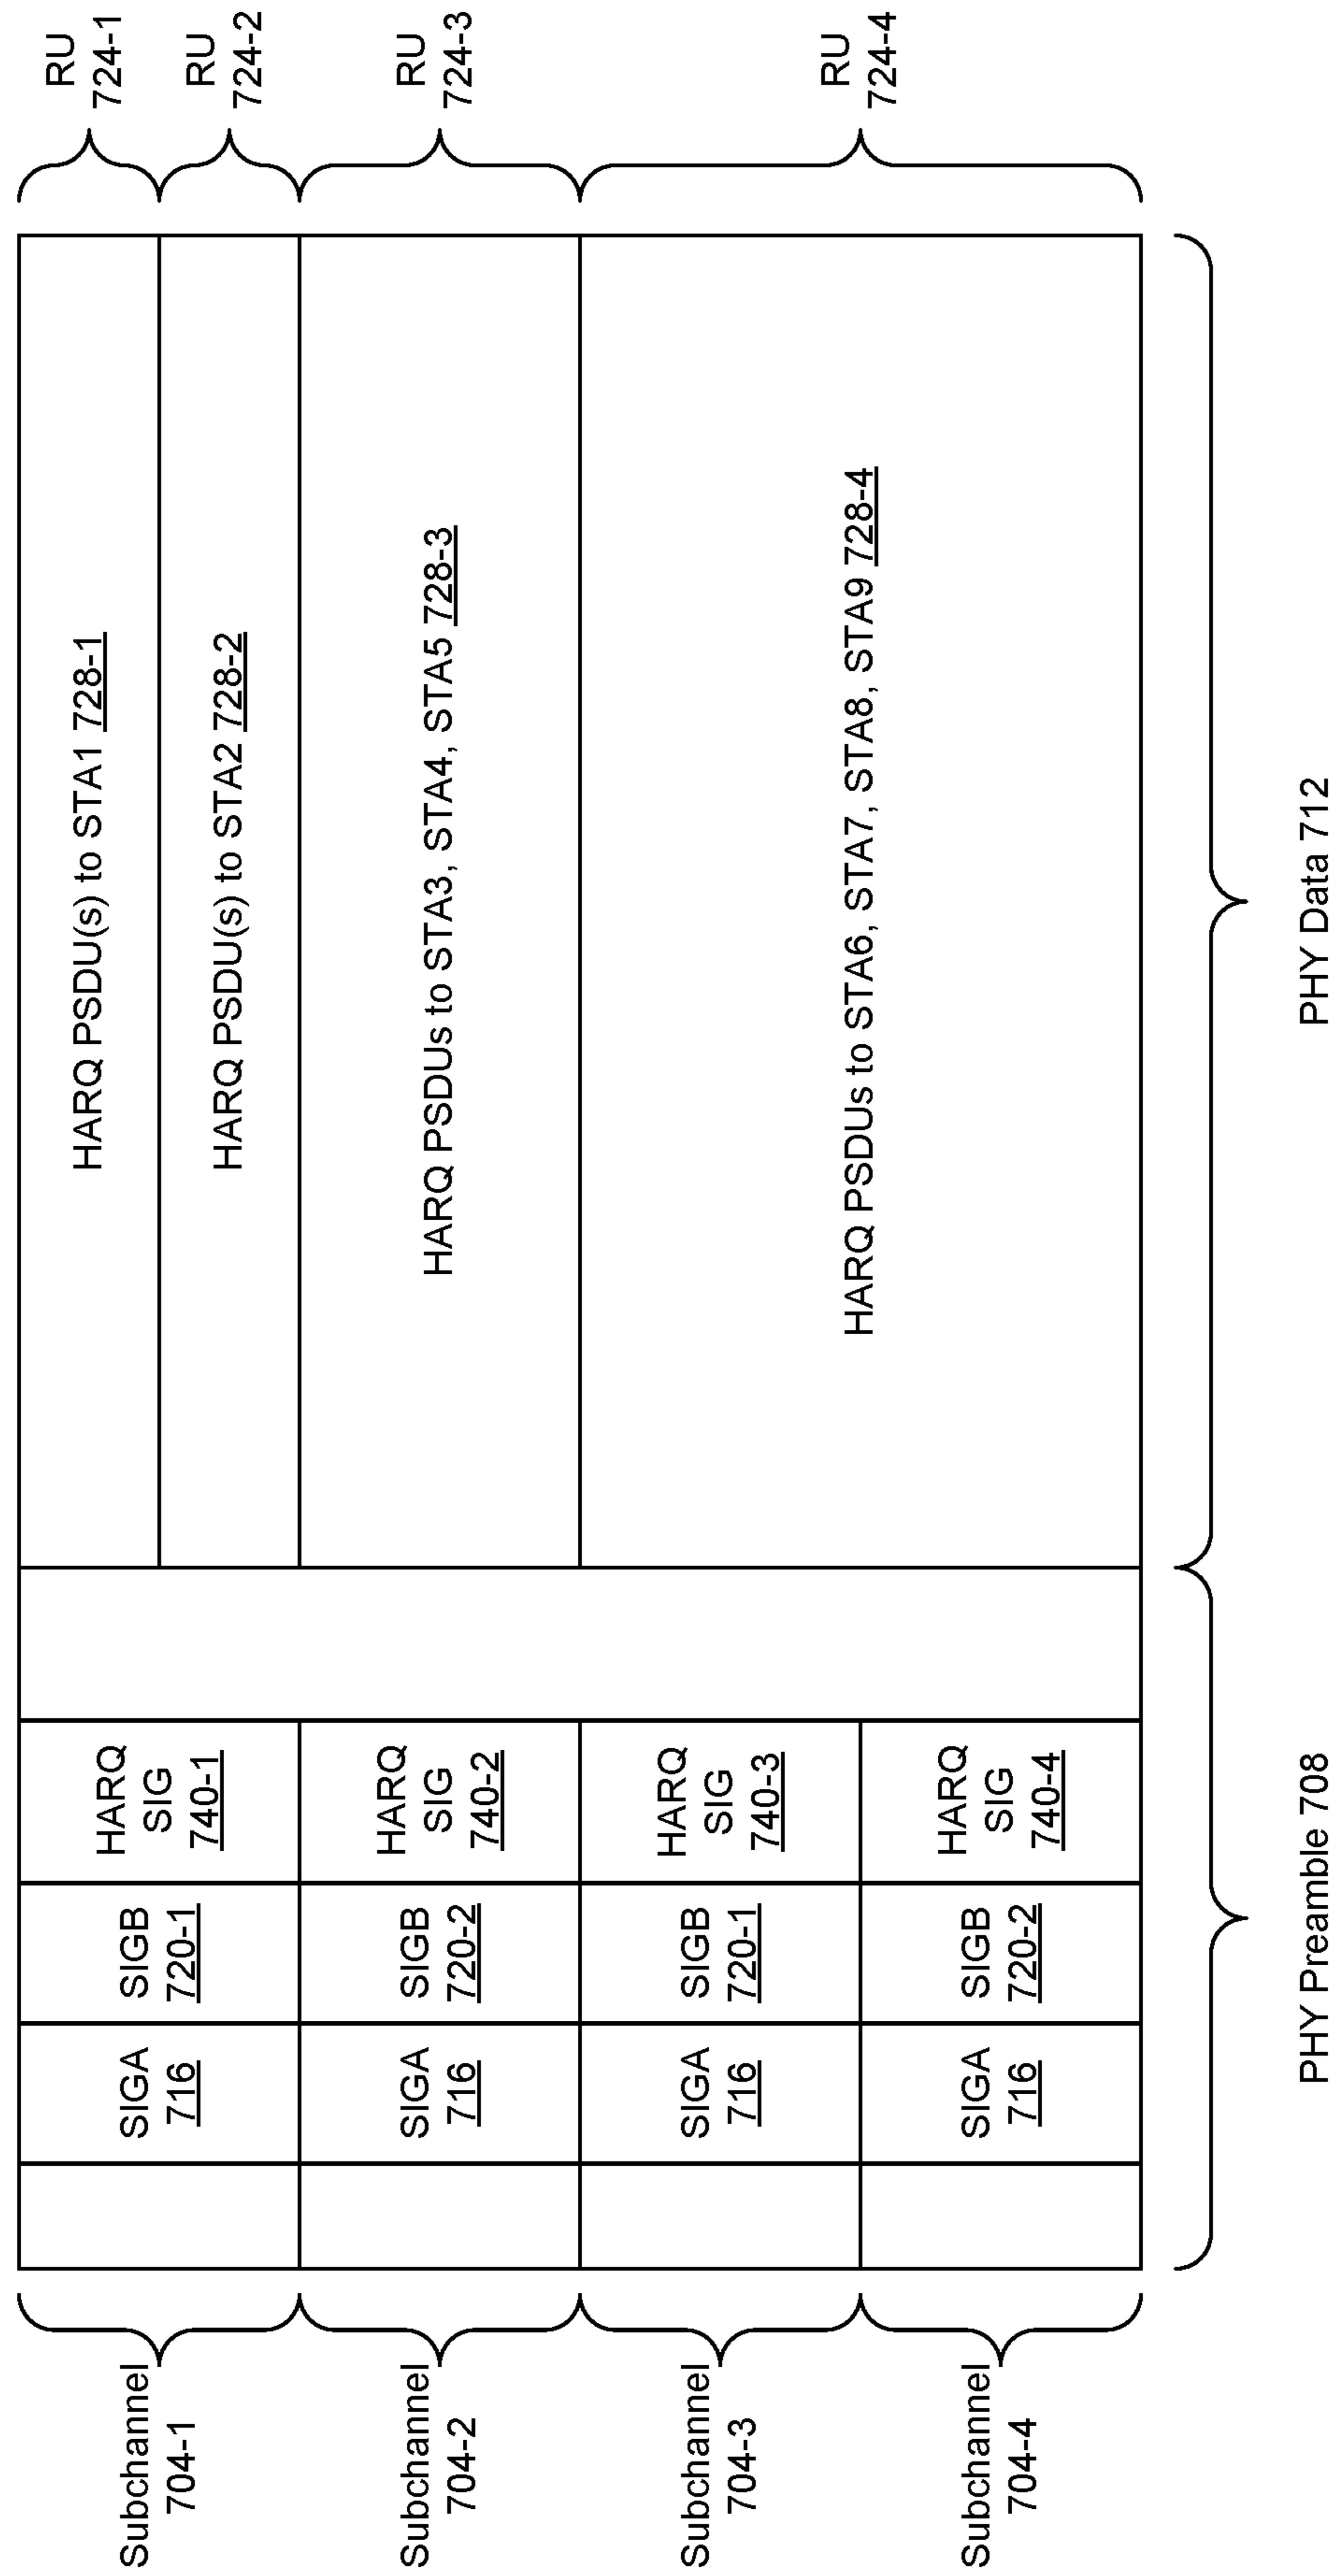 Subchannel
704-1
SIGA
716
SIGB
720-1
HARQ
SIG
740-1
HARQ PSDU(s) to STA1 728-1
RU
724-1
HARQ PSDU(s) to STA2 728-2
RU
724-2
Subchannel
704-2
SIGA
716
SIGB
720-2
HARQ
SIG
740-2
HARQ PSDUs to STA3, STA4, STA5 728-3
RU
724-3
Subchannel
704-3
SIGA
716
SIGB
720-1
HARQ
SIG
740-3
HARQ PSDUs to STA6, STA7, STA8, STA9 728-4
RU
724-4
Subchannel
704-4
SIGA
716
SIGB
720-2
HARQ
SIG
740-4
PHY Preamble 708
PHY Data 712